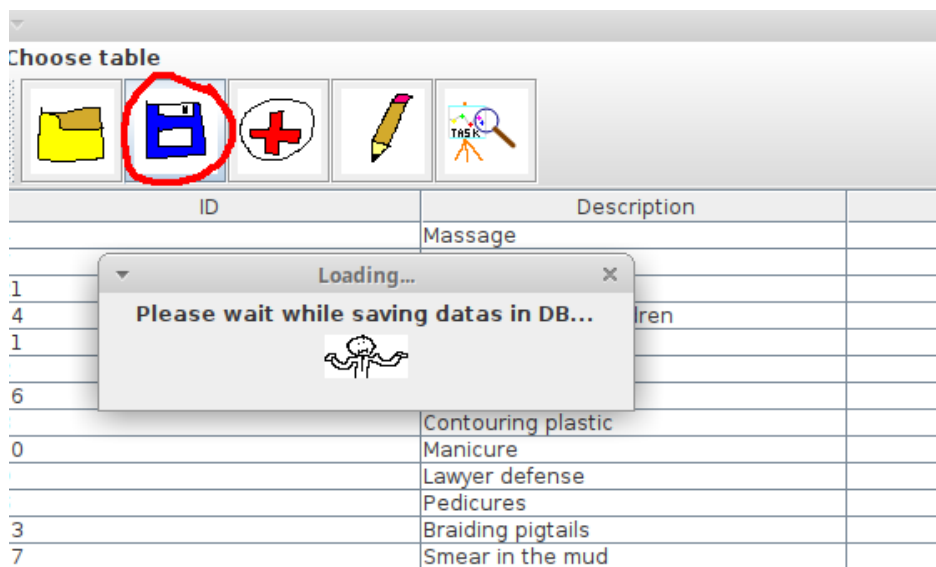 Choose table
TASK
ID Description
Massage
Loading...
1
Please wait while saving datas in DB...
4 dren
1
6
Contouring plastic
0 Manicure
Lawyer defense
Pedicures
3 Braiding pigtails
7 Smear in the mud